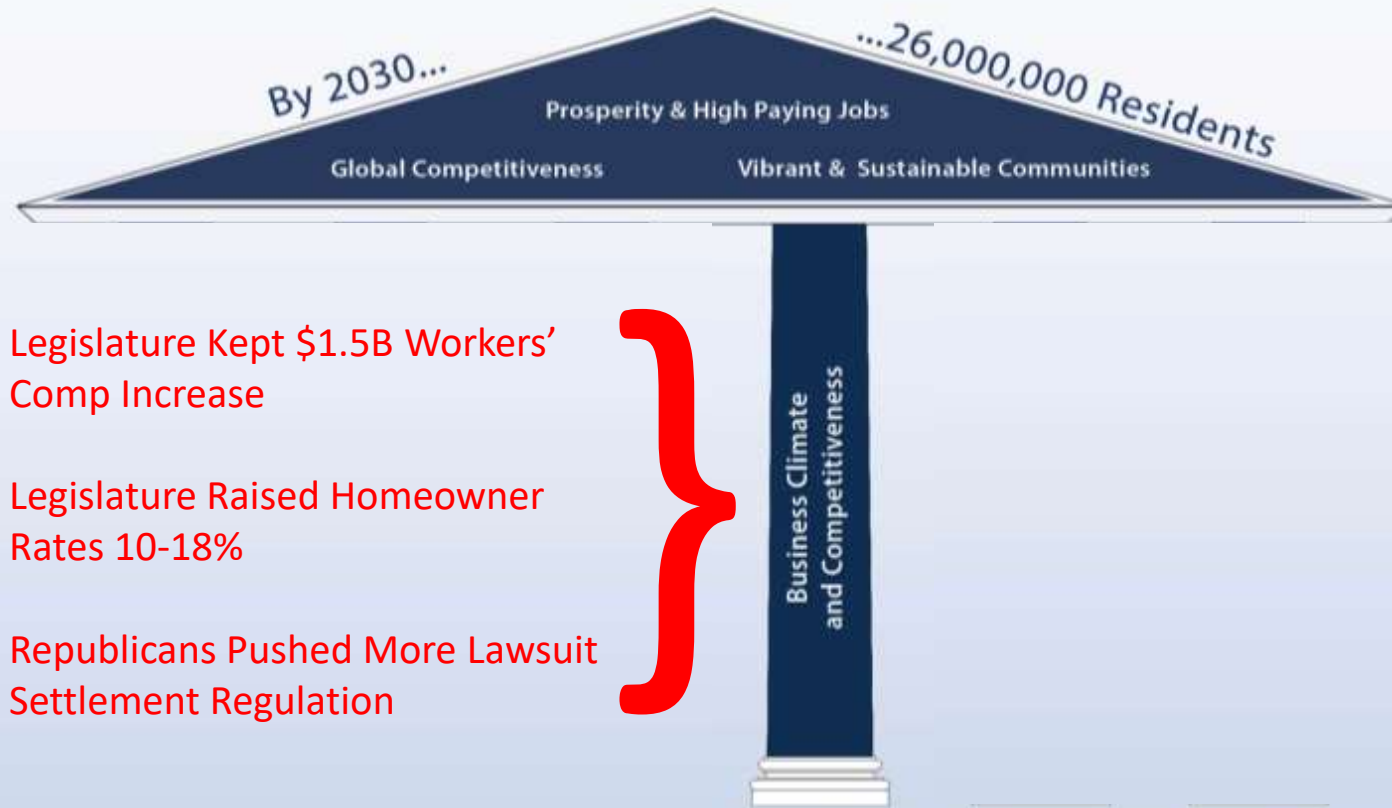 By 2030...
...26,000,000 Residents
Prosperity & High Paying Jobs
Global Competitiveness
Vibrant & Sustainable Communities
Legislature Kept $1.5B Workers’
Comp Increase
Legislature Raised Homeowner
Rates 10-18%
Republicans Pushed More Lawsuit
Settlement Regulation
}
Business Climate
and Competitiveness